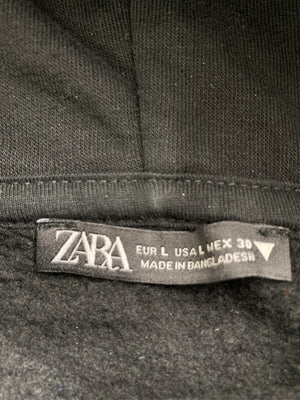 ZARA
EUR L USA L MEX 30
MADE IN BANGLADESH